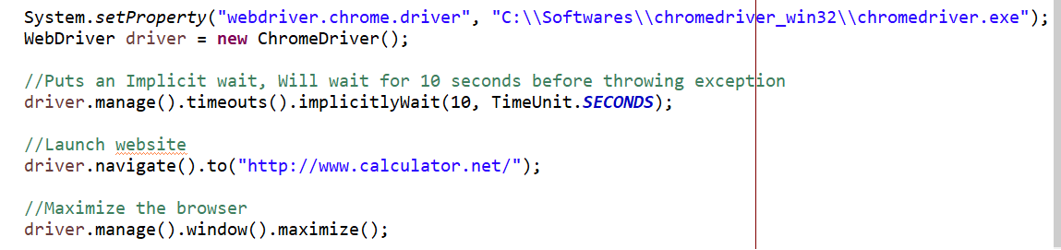 System.setProperty("webdriver.chrome.driver", "C:\\Softwares\\chromedriver_win32\\chromedriver.exe");
WebDriver driver = new ChromeDriver();
//Puts an Implicit wait, Will wait for 10 seconds before throwing exception
driver.manage().timeouts().implicitlyWait(10, TimeUnit.SECONDS);
//Launch website
driver.navigate().to("http://www.calculator.net/");
//Maximize the browser
driver.manage().window().maximize();